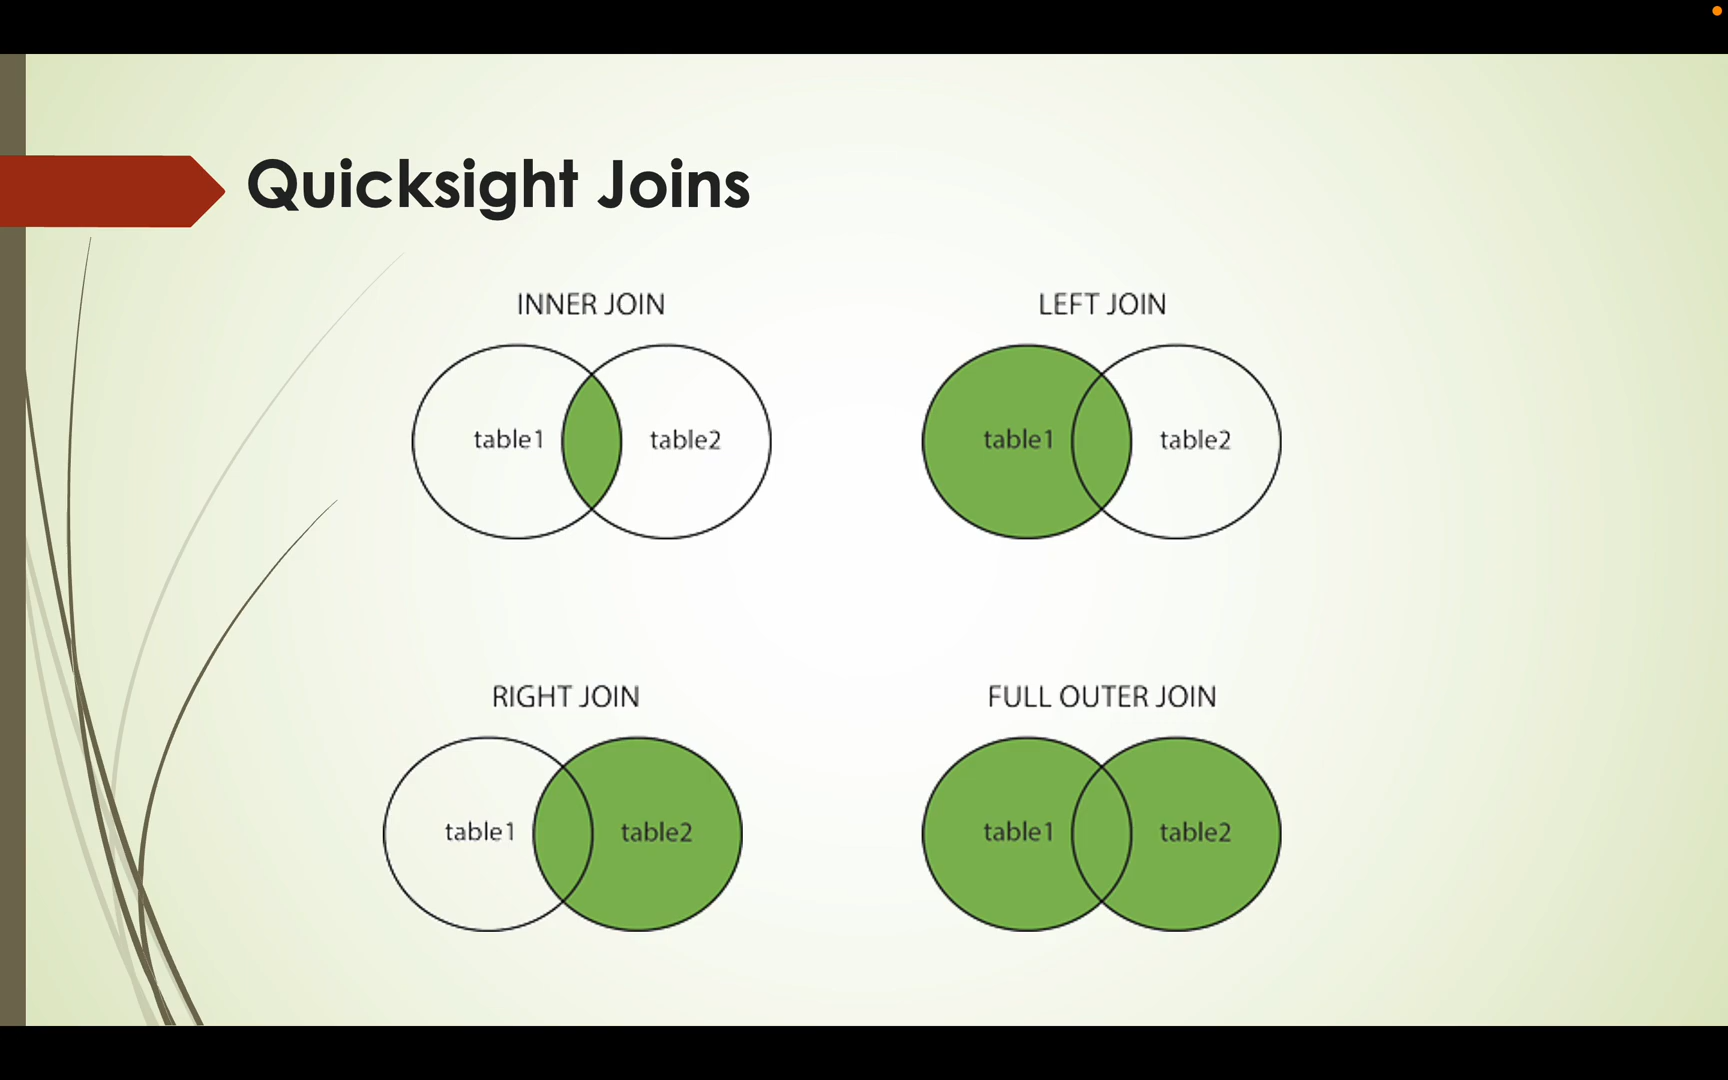 Quicksight Joins
INNER JOIN
table1
table2
LEFT JOIN
table1
table2
RIGHT JOIN
table1
table2
FULL OUTER JOIN
table1
table2